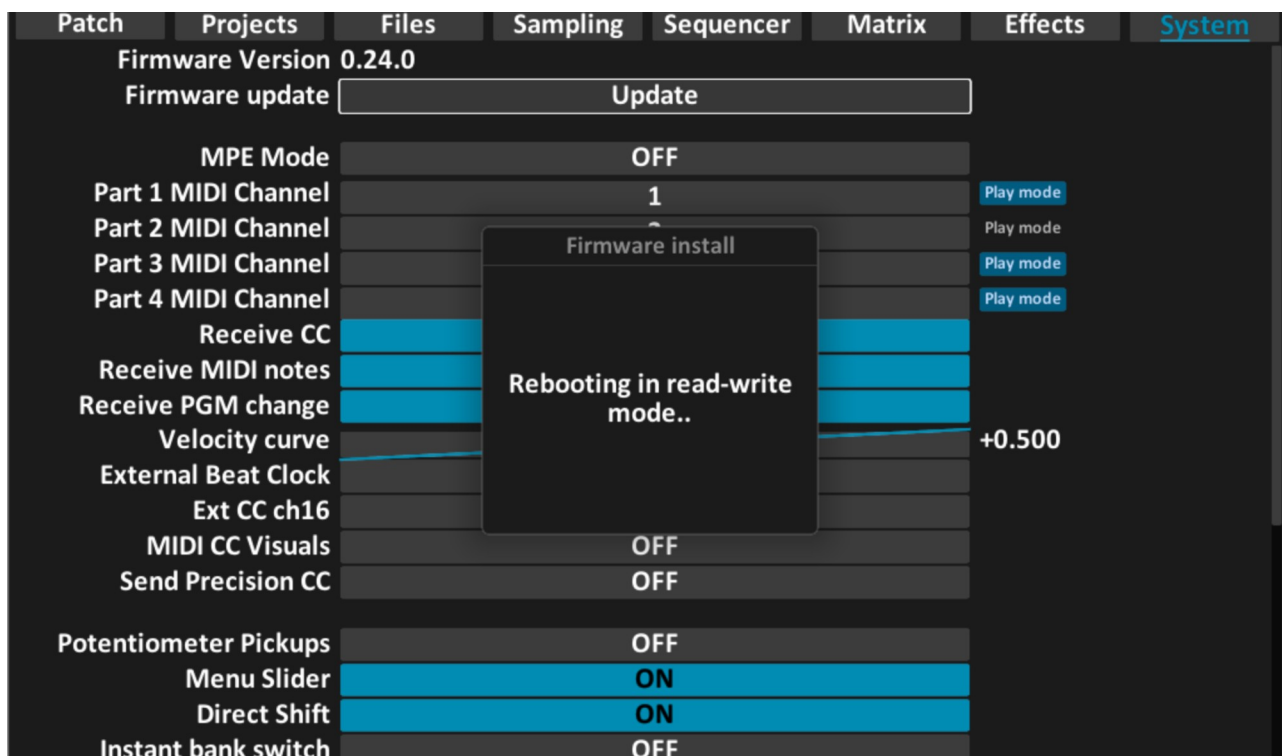 Patch Projects Files Sampling Sequencer Matrix Effects System
Firmware Version 0.24.0
Firmware update Update
MPE Mode OFF
Part 1 MIDI Channel 1 Play mode
Part 2 MIDI Channel Play mode
Firmware install
Part 3 MIDI Channel Play mode
Part 4 MIDI Channel Play mode
Receive CC
Receive MIDI notes
Rebooting in read-write
mode..
Receive PGM change
Velocity curve +0.500
External Beat Clock
Ext CC ch16
MIDI CC Visuals OFF
Send Precision CC OFF
Potentiometer Pickups OFF
Menu Slider ON
Direct Shift ON
Instant bank switch OFF